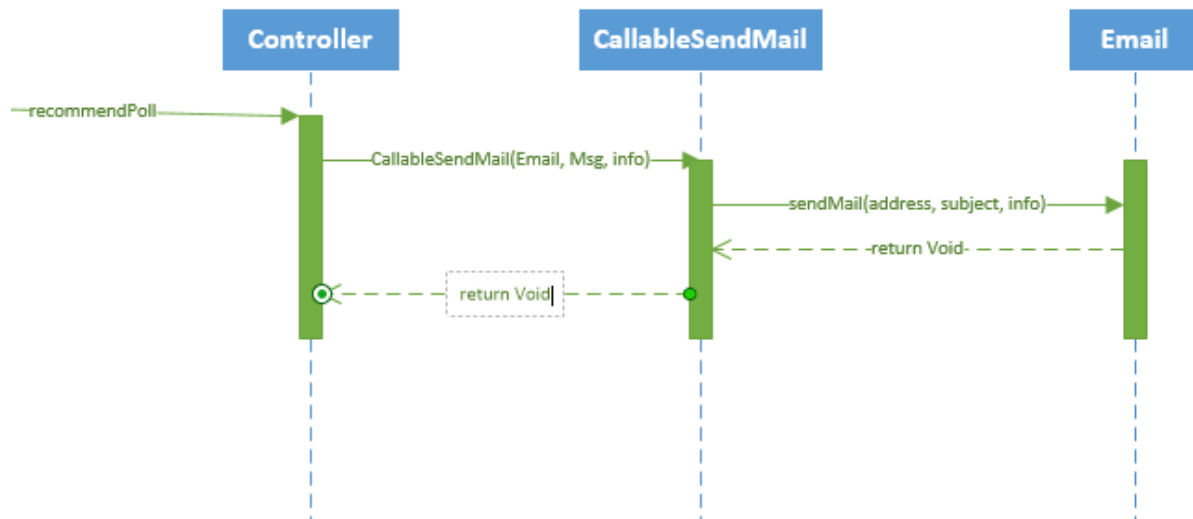 Controller
CallableSendMail
Email
recommendPoll
CallableSendMail(Email, Msg, info)
sendMail(address, subject, info)
return Void
return Void